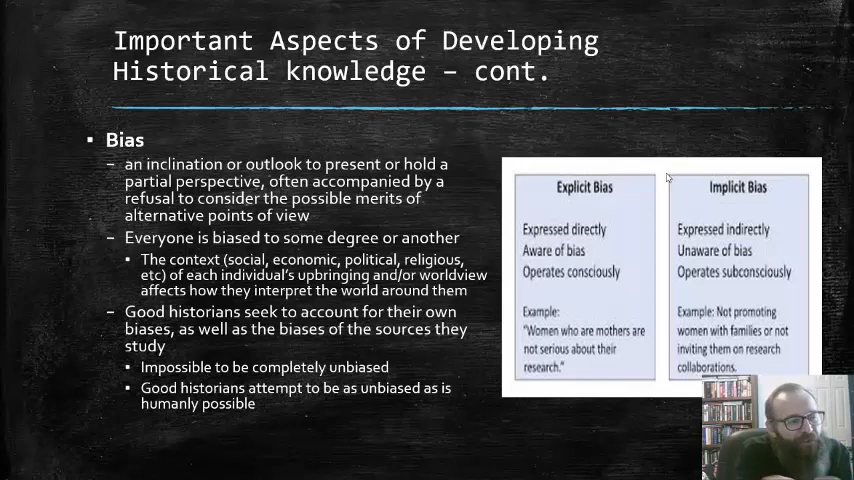 Important Aspects of Developing
Historical knowledge – cont.
▪ Bias
– an inclination or outlook to present or hold a
partial perspective, often accompanied by a
refusal to consider the possible merits of
alternative points of view
– Everyone is biased to some degree or another
▪ The context (social, economic, political, religious,
etc) of each individual's upbringing and/or worldview
affects how they interpret the world around them
– Good historians seek to account for their own
biases, as well as the biases of the sources they
study
▪ Impossible to be completely unbiased
▪ Good historians attempt to be as unbiased as is
humanly possible
Explicit Bias
Expressed directly
Aware of bias
Operates consciously
Example:
"Women who are mothers are
not serious about their
research."
Implicit Bias
Expressed indirectly
Unaware of bias
Operates subconsciously
Example: Not promoting
women with families or not
inviting them on research
collaborations.